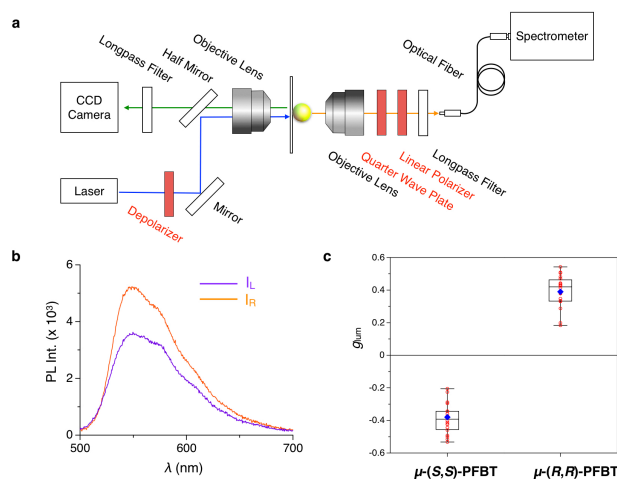 a
Longpass Filter
Half Mirror
Objective Lens
Optical Fiber
Spectrometer
CCD
Camera
Laser
Depolarizer
Mirror
Objective Lens
Quarter Wave Plate
Linear Polarizer
Longpass Filter
b
6
4
2
0
PL Int. (x 10³)
I_L
I_R
500
550
600
650
700
λ (nm)
c
0.6
0.4
0.2
0
-0.2
-0.4
-0.6
g_lum
μ-(S,S)-PFBT
μ-(R,R)-PFBT